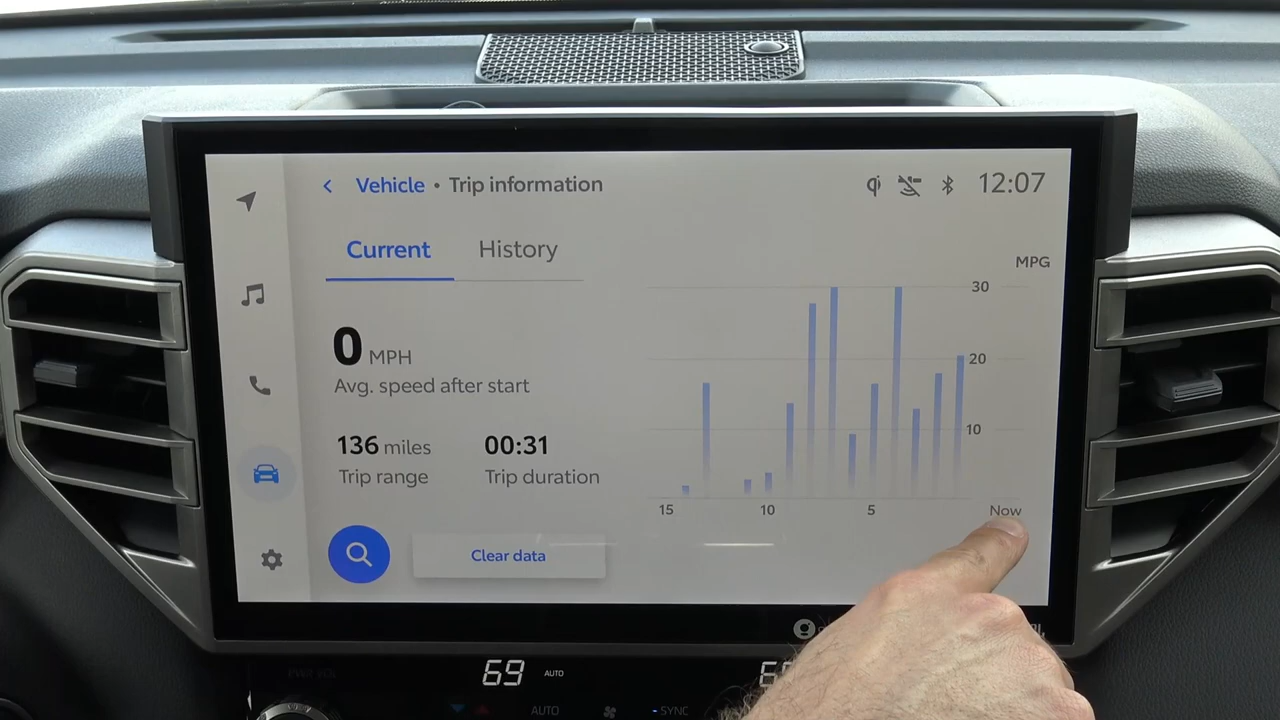 Vehicle • Trip information
12:07
Current
History
MPG
30
20
10
0 MPH
Avg. speed after start
136 miles
Trip range
00:31
Trip duration
15
10
5
Now
Clear data
69 AUTO
AUTO
SYNC